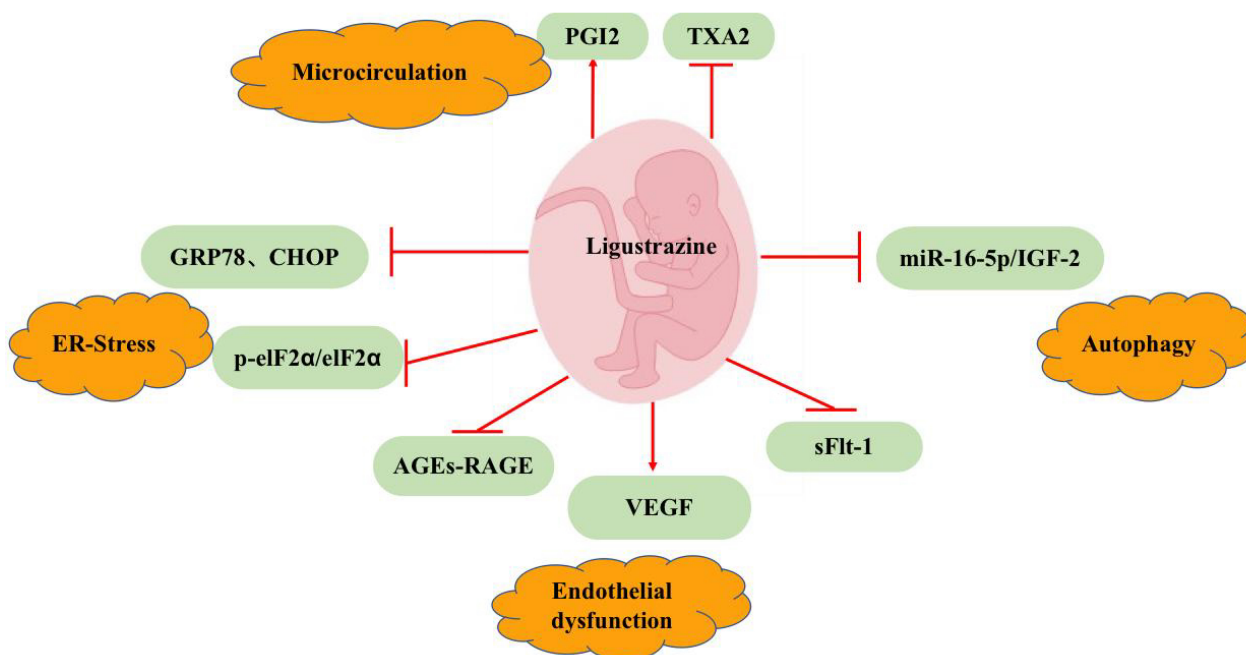 PGI2
TXA2
Microcirculation
Ligustrazine
GRP78、CHOP
miR-16-5p/IGF-2
ER-Stress
p-elF2α/elF2α
Autophagy
sFlt-1
AGEs-RAGE
VEGF
Endothelial
dysfunction